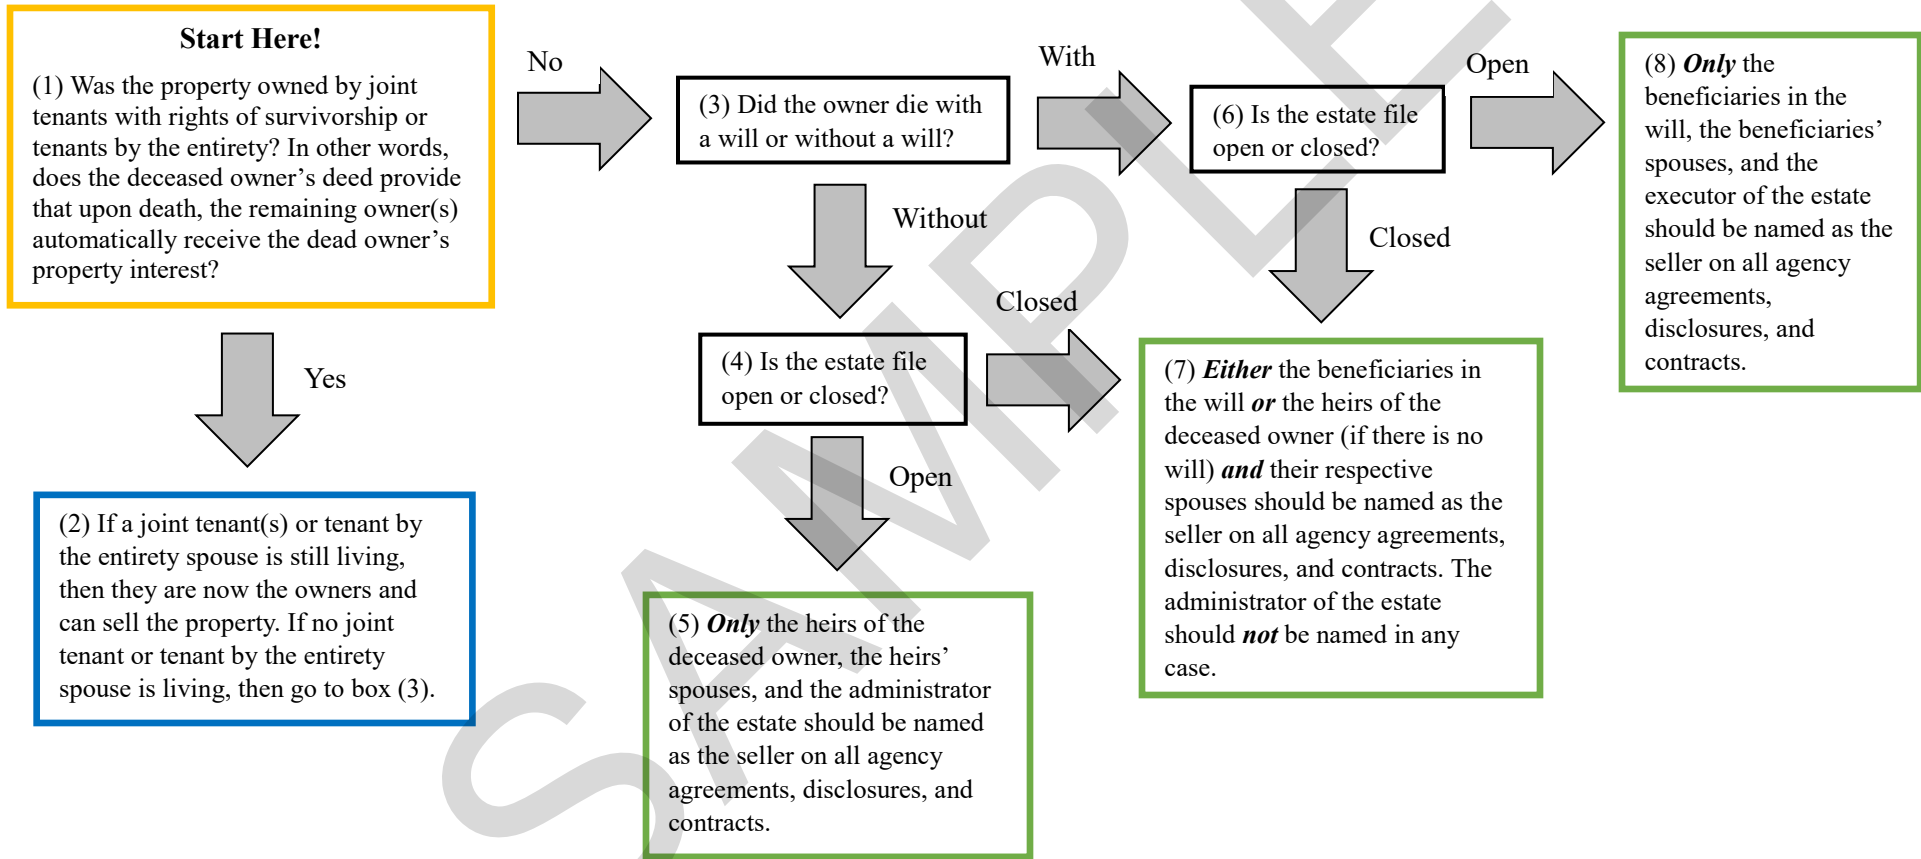 Start Here!
(1) Was the property owned by joint
tenants with rights of survivorship or
tenants by the entirety? In other words,
does the deceased owner’s deed provide
that upon death, the remaining owner(s)
automatically receive the dead owner’s
property interest?
No
(3) Did the owner die with
a will or without a will?
With
(6) Is the estate file
open or closed?
Open
(8) Only the
beneficiaries in the
will, the beneficiaries’
spouses, and the
executor of the estate
should be named as the
seller on all agency
agreements,
disclosures, and
contracts.
Without
Closed
Yes
(4) Is the estate file
open or closed?
Closed
(7) Either the beneficiaries in
the will or the heirs of the
deceased owner (if there is no
will) and their respective
spouses should be named as the
seller on all agency agreements,
disclosures, and contracts. The
administrator of the estate
should not be named in any
case.
Open
(2) If a joint tenant(s) or tenant by
the entirety spouse is still living,
then they are now the owners and
can sell the property. If no joint
tenant or tenant by the entirety
spouse is living, then go to box (3).
(5) Only the heirs of the
deceased owner, the heirs’
spouses, and the administrator
of the estate should be named
as the seller on all agency
agreements, disclosures, and
contracts.
SAMPLE